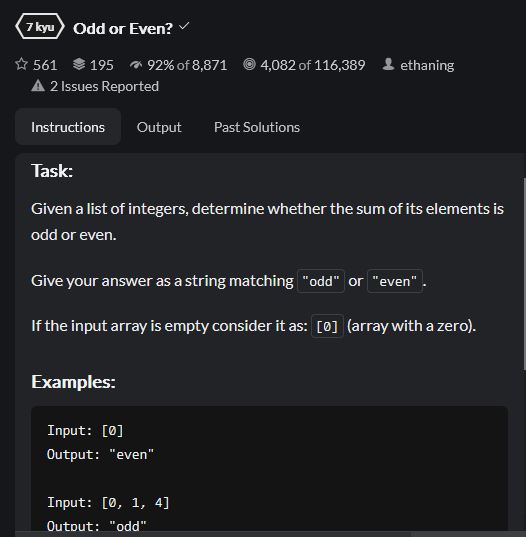 7 kyu Odd or Even?
561 195 92% of 8,871 4,082 of 116,389 ethaning
2 Issues Reported
Instructions Output Past Solutions
Task:
Given a list of integers, determine whether the sum of its elements is
odd or even.
Give your answer as a string matching "odd" or "even".
If the input array is empty consider it as: [0] (array with a zero).
Examples:
Input: [0]
Output: "even"
Input: [0, 1, 4]
Output: "odd"